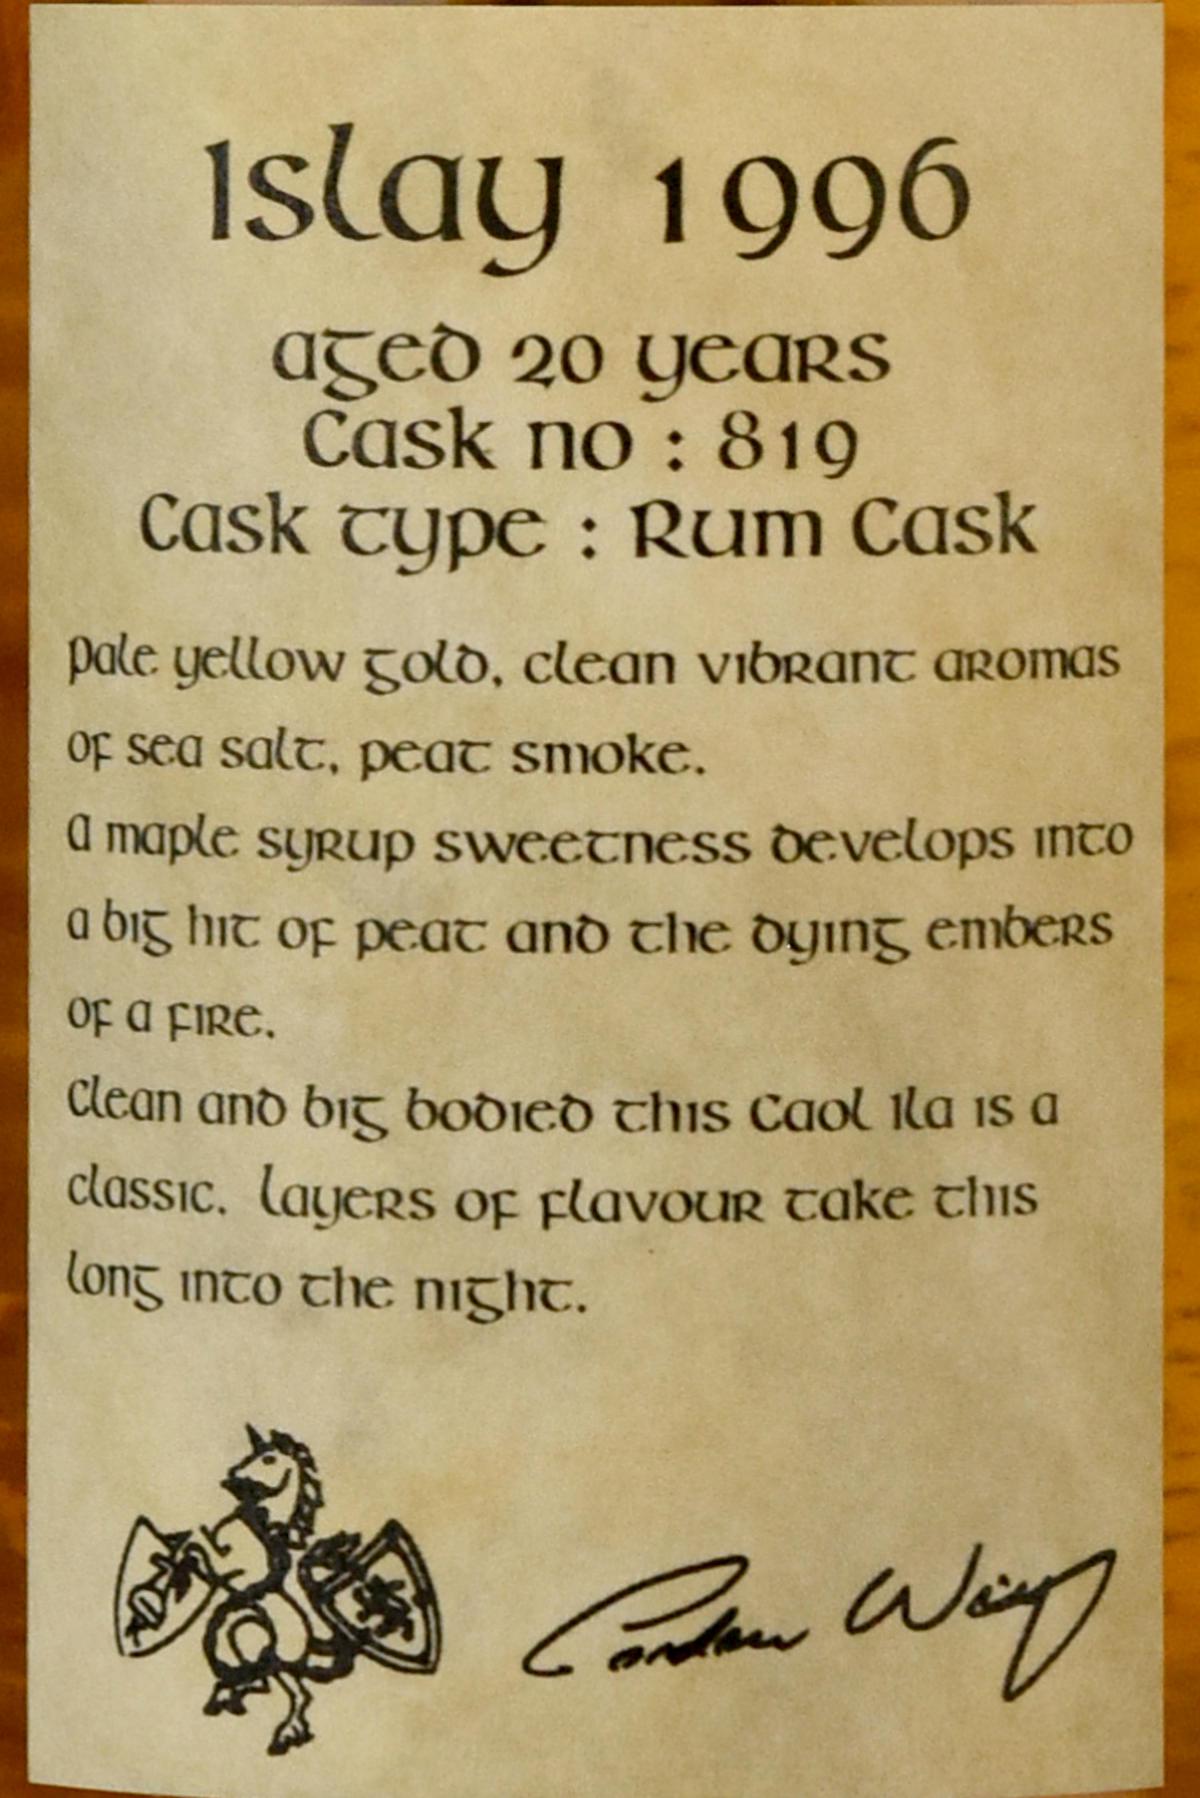 Islay 1996
aged 20 years
Cask no : 819
Cask type : Rum Cask
Pale yellow gold, clean vibrant aromas
of sea salt, peat smoke.
A maple syrup sweetness develops into
a big hit of peat and the dying embers
of a fire.
Clean and big bodied this Caol Ila is a
classic. Layers of flavour take this
long into the night.